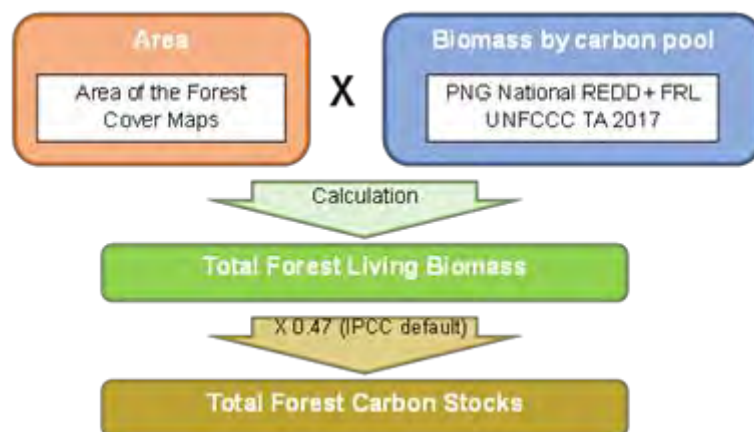 Area
Area of the Forest
Cover Maps
X
Biomass by carbon pool
PNG National REDD+ FRL
UNFCCC TA 2017
Calculation
Total Forest Living Biomass
X 0.47 (IPCC default)
Total Forest Carbon Stocks